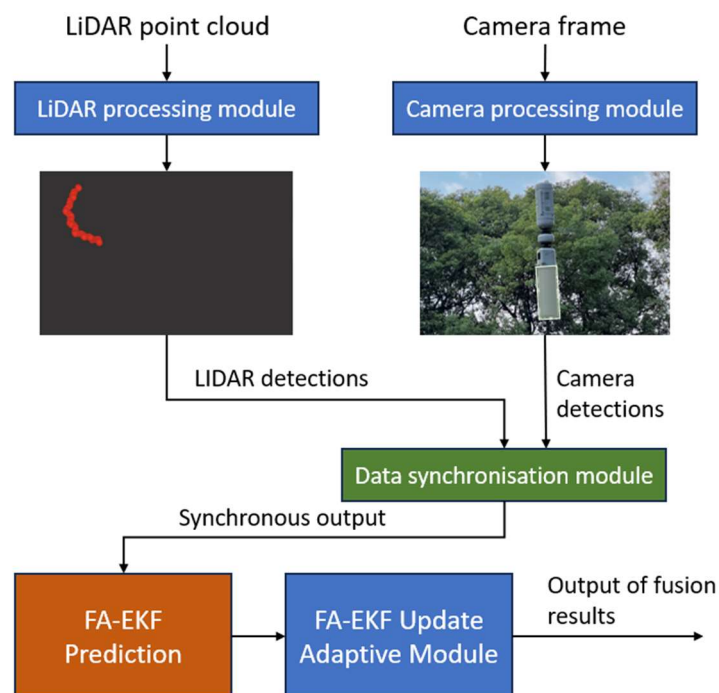 LiDAR point cloud
Camera frame
LiDAR processing module
Camera processing module
LIDAR detections
Camera
detections
Data synchronisation module
Synchronous output
FA-EKF
Prediction
FA-EKF Update
Adaptive Module
Output of fusion
results